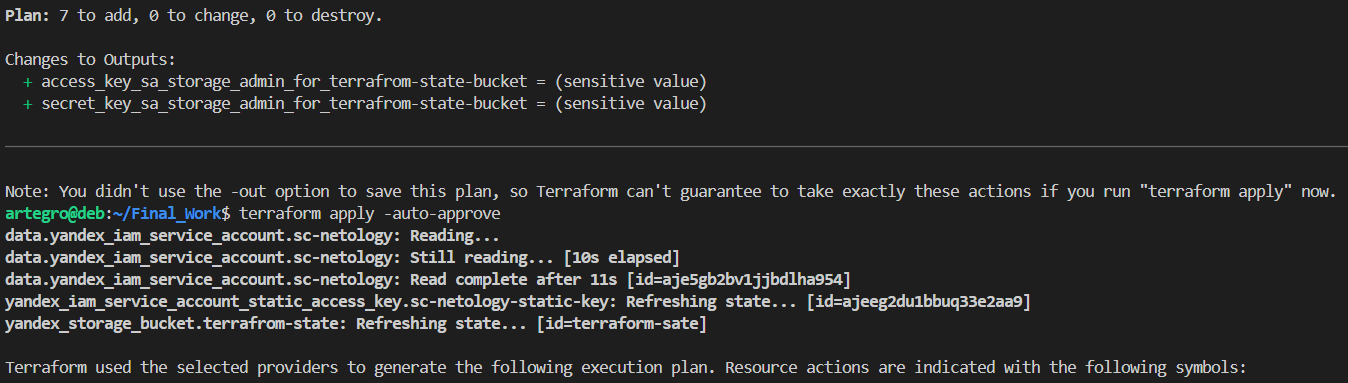 Plan: 7 to add, 0 to change, 0 to destroy.
Changes to Outputs:
+ access_key_sa_storage_admin_for_terrafrom-state-bucket = (sensitive value)
+ secret_key_sa_storage_admin_for_terrafrom-state-bucket = (sensitive value)
Note: You didn't use the -out option to save this plan, so Terraform can't guarantee to take exactly these actions if you run "terraform apply" now.
artegro@deb:~/Final_Work$ terraform apply -auto-approve
data.yandex_iam_service_account.sc-netology: Reading...
data.yandex_iam_service_account.sc-netology: Still reading... [10s elapsed]
data.yandex_iam_service_account.sc-netology: Read complete after 11s [id=aje5gb2bv1jjbdlha954]
yandex_iam_service_account_static_access_key.sc-netology-static-key: Refreshing state... [id=ajeeg2du1bbuq33e2aa9]
yandex_storage_bucket.terrafrom-state: Refreshing state... [id=terraform-sate]
Terraform used the selected providers to generate the following execution plan. Resource actions are indicated with the following symbols: